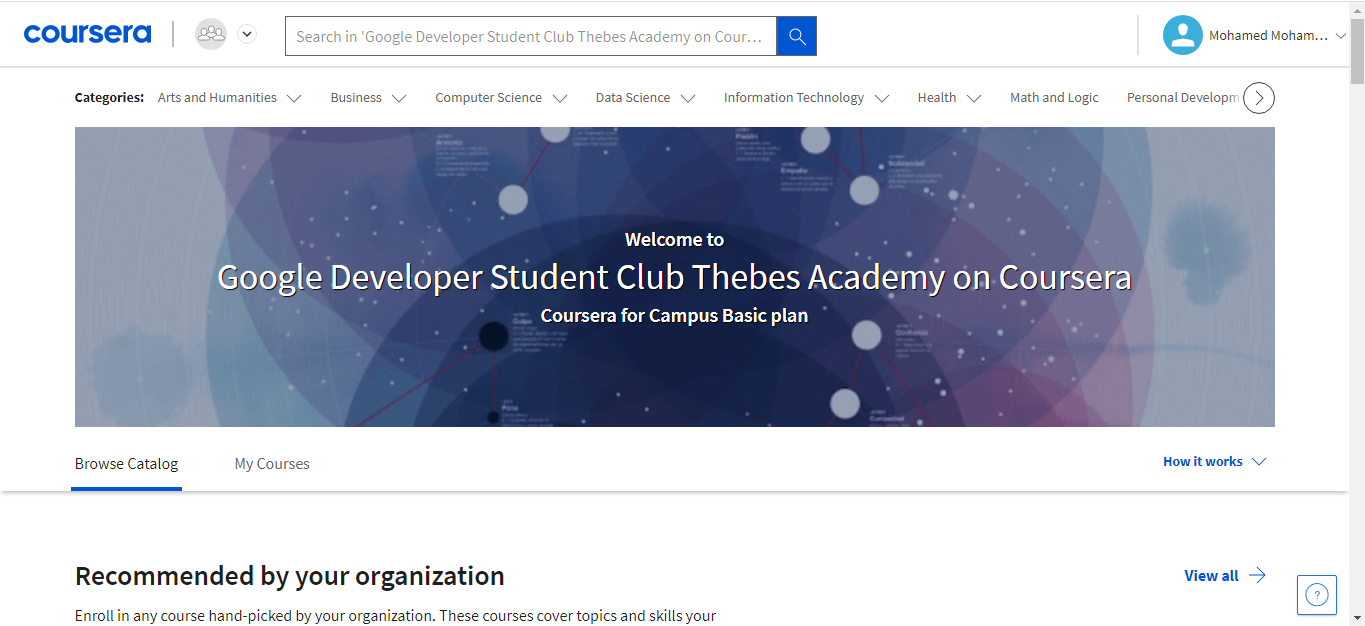 coursera
Search in 'Google Developer Student Club Thebes Academy on Cour...
Mohamed Moham...
Categories: Arts and Humanities Business Computer Science Data Science Information Technology Health Math and Logic Personal Developm
Welcome to
Google Developer Student Club Thebes Academy on Coursera
Coursera for Campus Basic plan
Browse Catalog My Courses How it works
Recommended by your organization
View all
?
Enroll in any course hand-picked by your organization. These courses cover topics and skills your